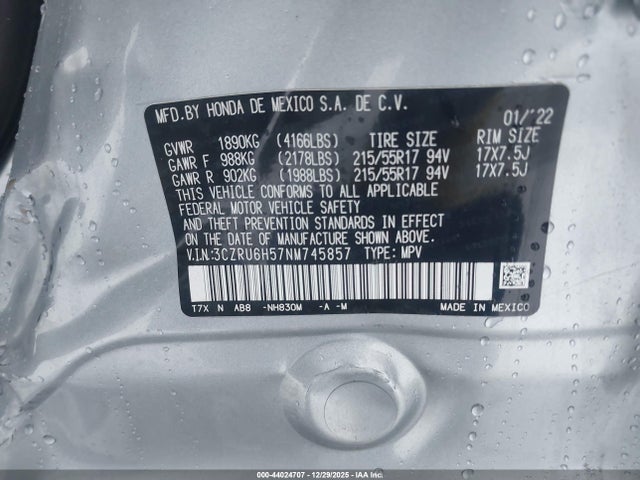 MFD.BY HONDA DE MEXICO S.A. DE C.V. 01/'22
GVWR 1890KG (4166LBS) TIRE SIZE RIM SIZE
GAWR F 988KG (2178LBS) 215/55R17 94V 17X7.5J
GAWR R 902KG (1988LBS) 215/55R17 94V 17X7.5J
THIS VEHICLE CONFORMS TO ALL APPLICABLE
FEDERAL MOTOR VEHICLE SAFETY
AND THEFT PREVENTION STANDARDS IN EFFECT
ON THE DATE OF MANUFACTURE SHOWN ABOVE.
V.I.N.:3CZRU6H57NM745857 TYPE: MPV
T7X N AB8 -NH830M -A -M MADE IN MEXICO
000-44024707 - 12/29/2025 - IAA.com